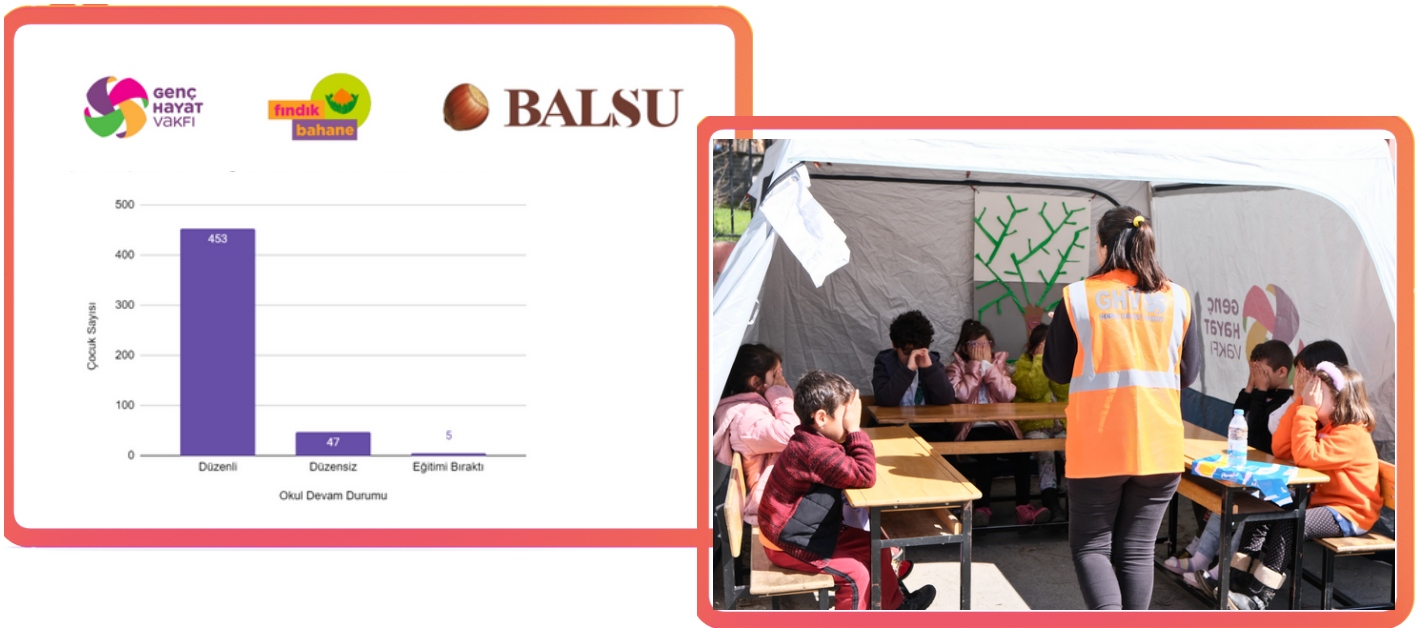 Genç
HAYAT
VAKFI
fındık
bahane
BALSU
500
400
300
200
100
0
Çocuk Sayısı
453
47
5
Düzenli
Düzensiz
Eğitimi Bıraktı
Okul Devam Durumu
Genç
HAYAT
VAKFI